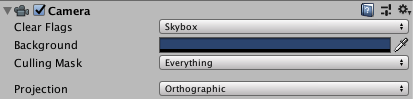 Camera
Clear Flags Skybox
Background
Culling Mask Everything
Projection Orthographic